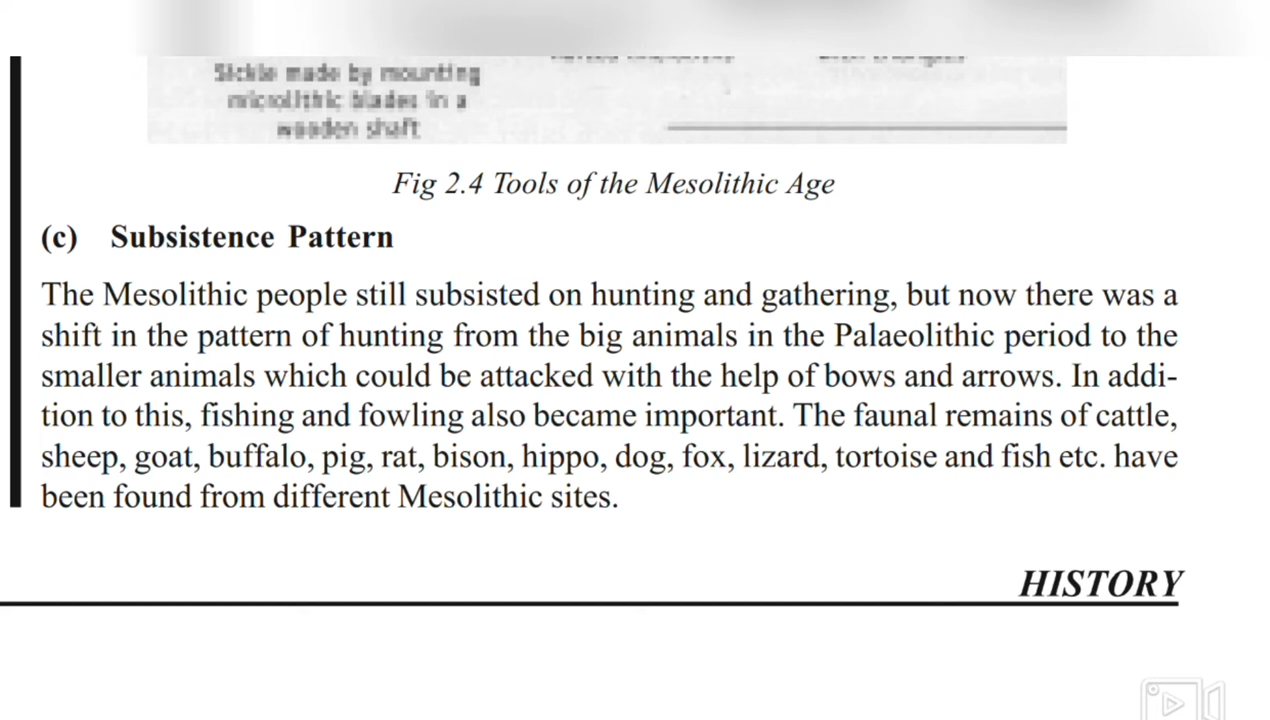 Sickle made by mounting
microlithic blades in a
wooden shaft
Fig 2.4 Tools of the Mesolithic Age
(c) Subsistence Pattern
The Mesolithic people still subsisted on hunting and gathering, but now there was a
shift in the pattern of hunting from the big animals in the Palaeolithic period to the
smaller animals which could be attacked with the help of bows and arrows. In addi-
tion to this, fishing and fowling also became important. The faunal remains of cattle,
sheep, goat, buffalo, pig, rat, bison, hippo, dog, fox, lizard, tortoise and fish etc. have
been found from different Mesolithic sites.
HISTORY